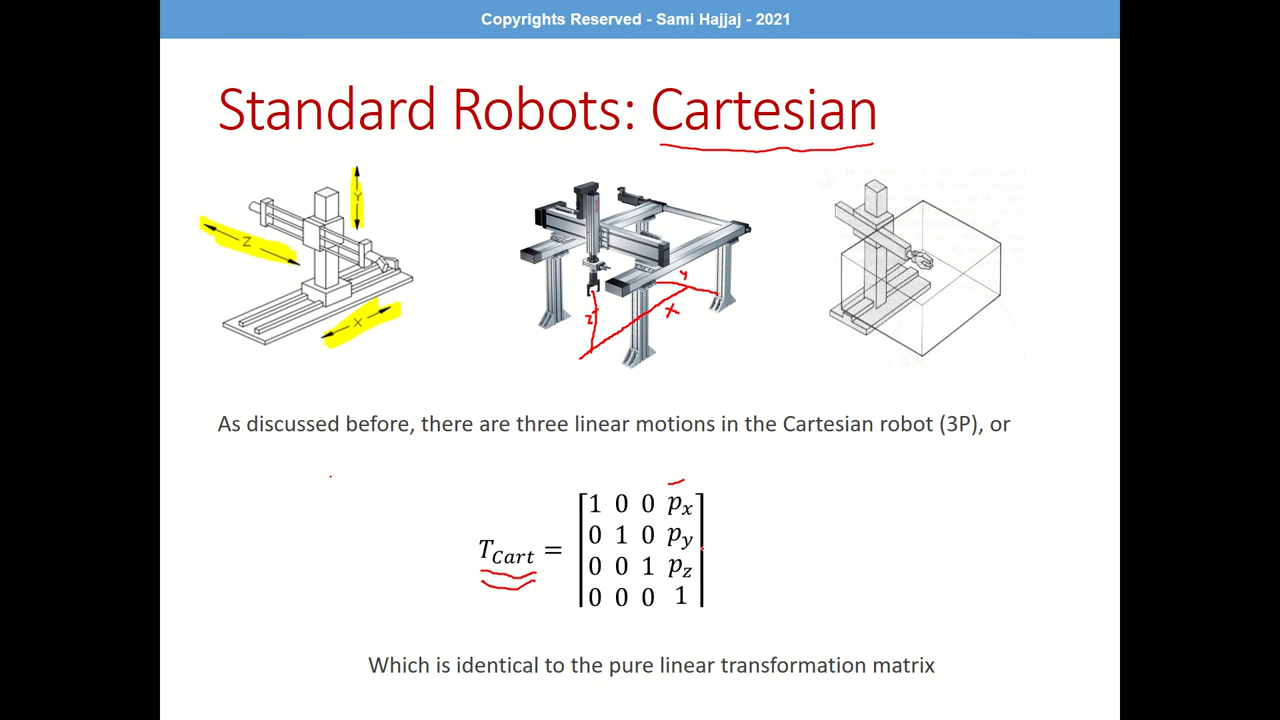 Copyrights Reserved - Sami Hajjaj - 2021
Standard Robots: Cartesian
Y
Z
X
y
x
z
As discussed before, there are three linear motions in the Cartesian robot (3P), or
T_Cart = [1 0 0 p_x
0 1 0 p_y
0 0 1 p_z
0 0 0 1]
Which is identical to the pure linear transformation matrix